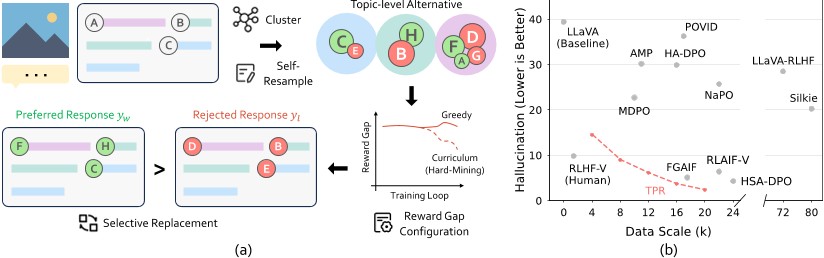 A
B
C
...
Cluster
Self-
Resample
Topic-level Alternative
C
E
H
B
D
F
A
G
Preferred Response y_w
F
H
C
>
Rejected Response y_l
D
B
E
Selective Replacement
Reward Gap
Greedy
Curriculum
(Hard-Mining)
Training Loop
Reward Gap
Configuration
(a)
Hallucination (Lower is Better)
40
30
20
10
0
LLaVA
(Baseline)
POVID
AMP
HA-DPO
LLaVA-RLHF
MDPO
NaPO
Silkie
RLHF-V
(Human)
FGAIF
RLAIF-V
TPR
HSA-DPO
0
4
8
12
16
20
24
72
80
Data Scale (k)
(b)